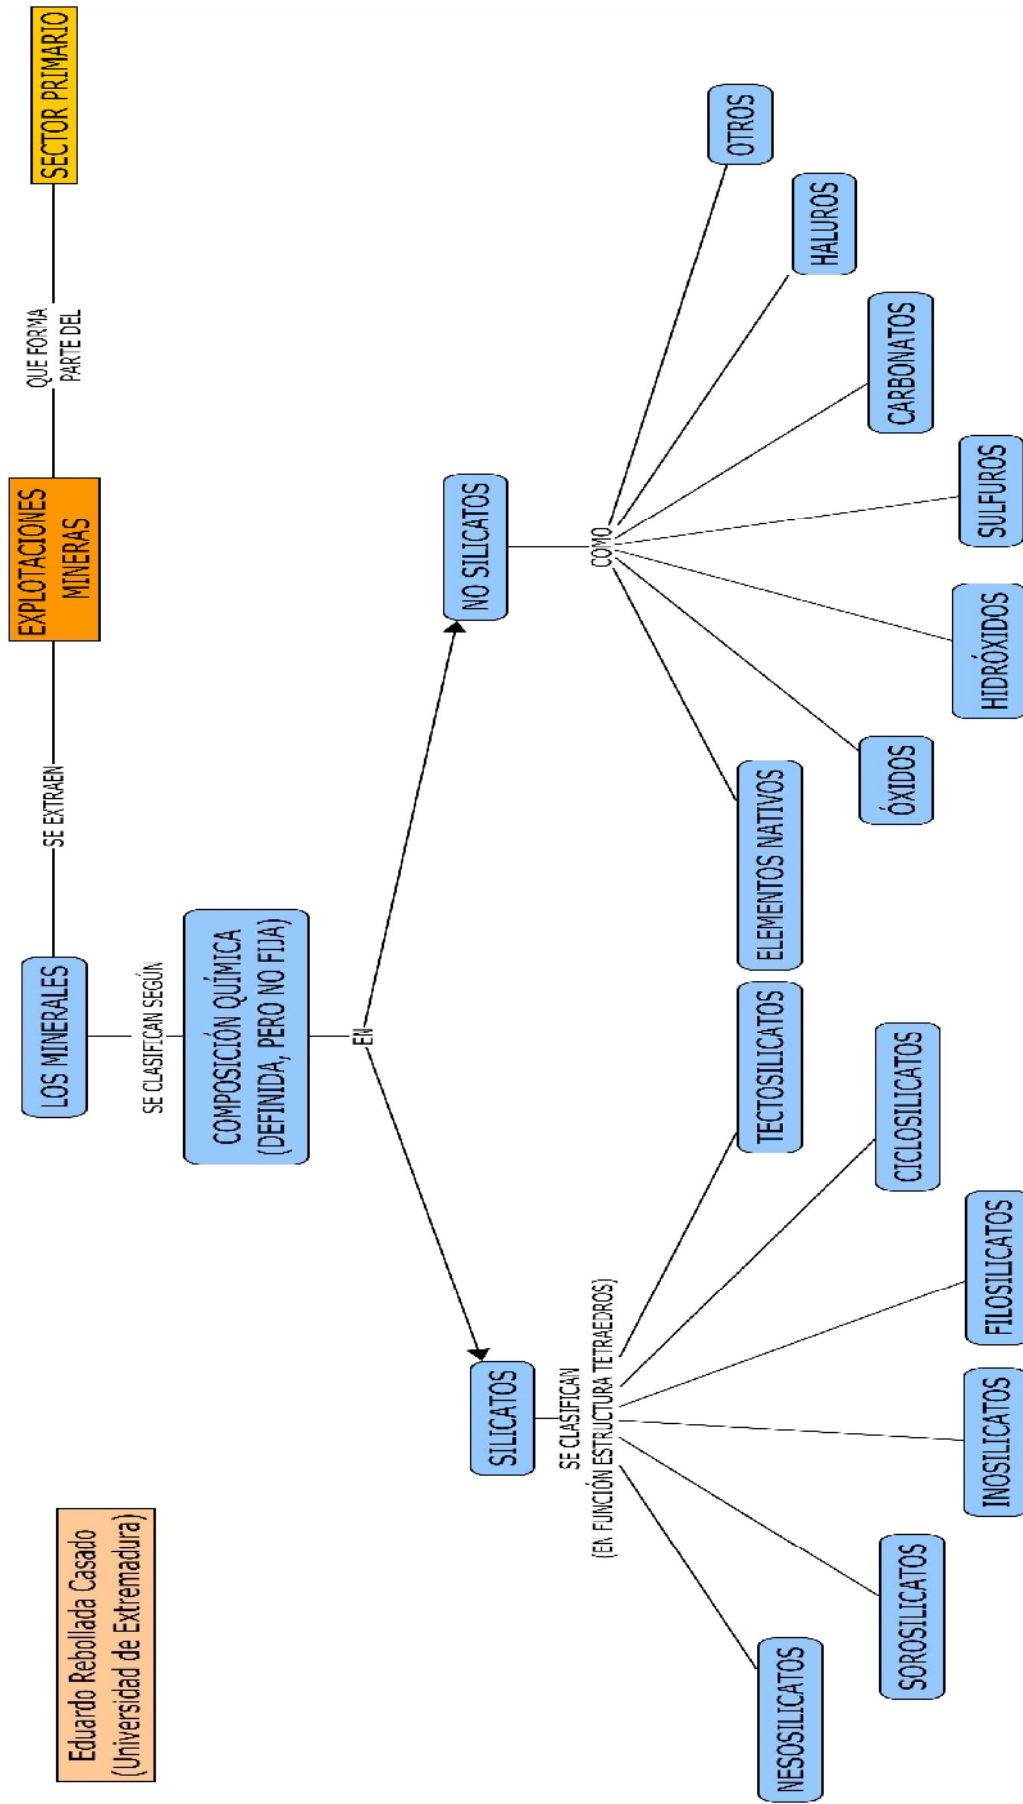 Eduardo Rebollada Casado
(Universidad de Extremadura)
LOS MINERALES
SE EXTRAEN
EXPLOTACIONES
MINERAS
QUE FORMA
PARTE DEL
SECTOR PRIMARIO
SE CLASIFICAN SEGÚN
COMPOSICIÓN QUÍMICA
(DEFINIDA, PERO NO FIJA)
EN
SILICATOS
SE CLASIFICAN
(EN FUNCIÓN ESTRUCTURA TETRAEDROS)
NESOSILICATOS
SOROSILICATOS
INOSILICATOS
FILOSILICATOS
CICLOSILICATOS
TECTOSILICATOS
NO SILICATOS
COMO
ELEMENTOS NATIVOS
ÓXIDOS
HIDRÓXIDOS
SULFUROS
CARBONATOS
HALUROS
OTROS